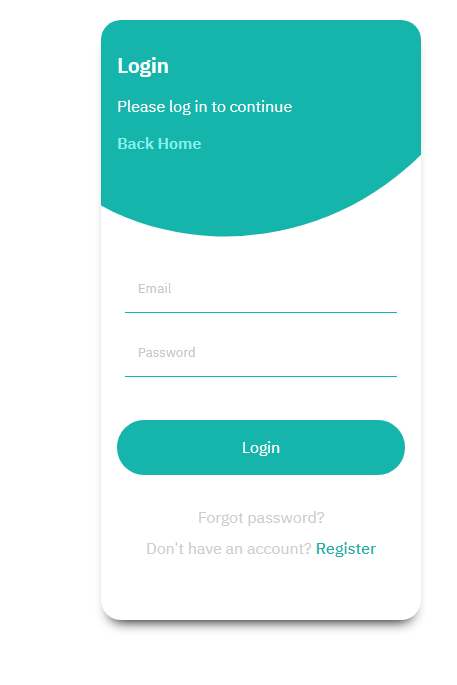 Login
Please log in to continue
Back Home
Email
Password
Login
Forgot password?
Don't have an account? Register